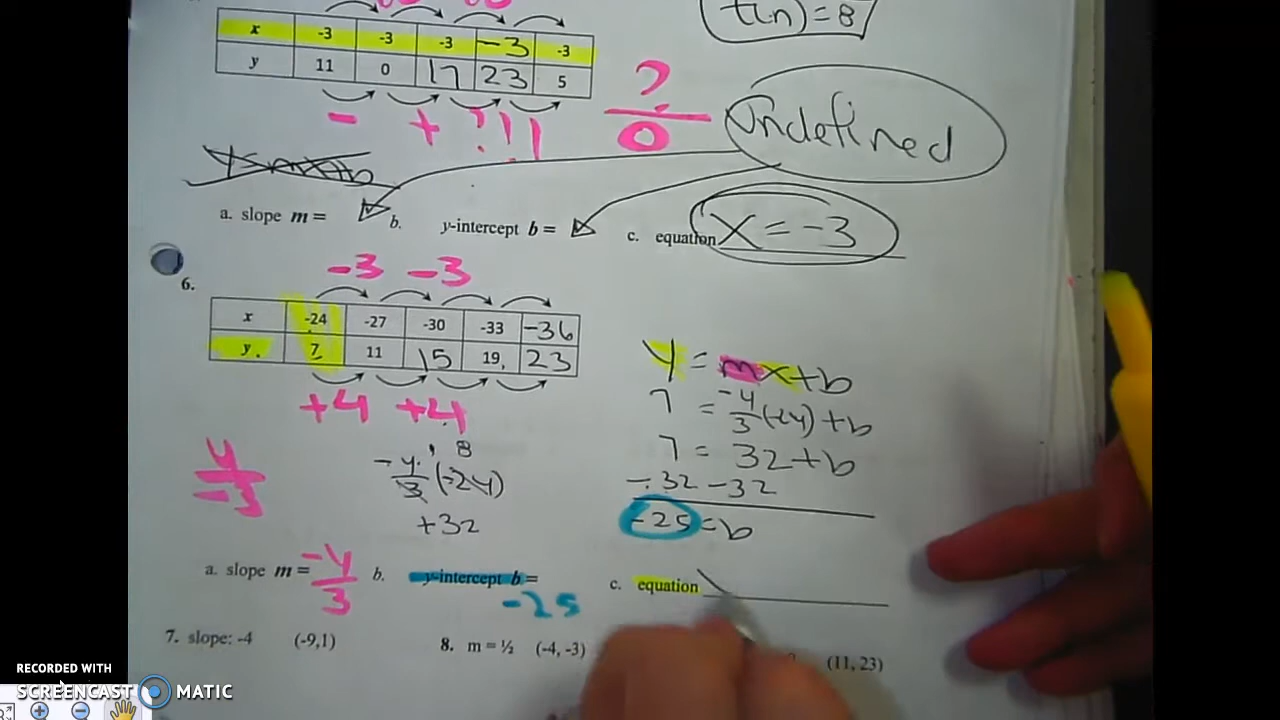 f(n) = 8
x -3 -3 -3 -3 -3
y 11 0 17 23 5
- + ! ! !
?
0
Undefined
y=mx+b
a. slope m = b. y-intercept b = c. equation x = -3
6.
-3 -3
x -24 -27 -30 -33 -36
y 7 11 15 19 23
+4 +4
y = mx+b
7 = -4/3 (-24) + b
7 = 32 + b
-32 -32
-25 = b
4/-3
-4/3 (-24)
1 8
+32
a. slope m = -4/3 b. y-intercept b = -25 c. equation
7. slope: -4 (-9,1) 8. m = ½ (-4, -3) (11, 23)
RECORDED WITH
SCREENCAST MATIC